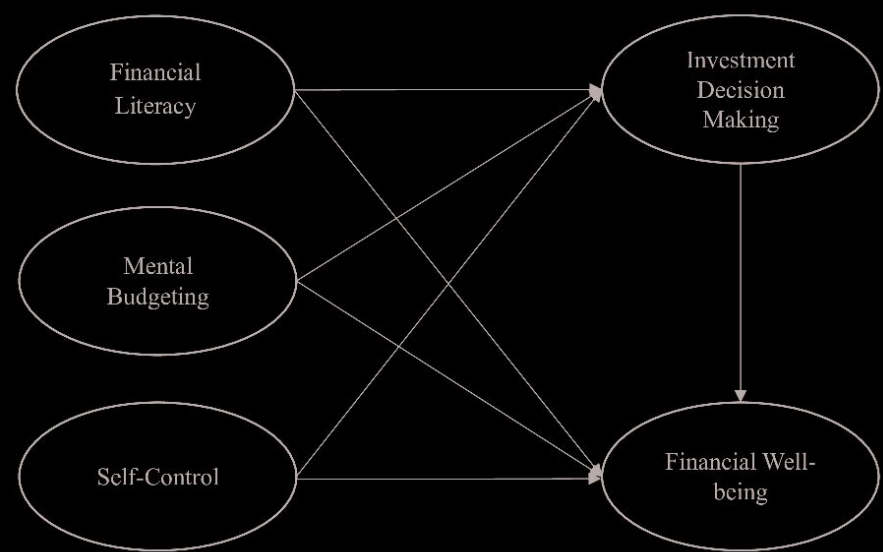 Financial
Literacy
Mental
Budgeting
Self-Control
Investment
Decision
Making
Financial Well-
being